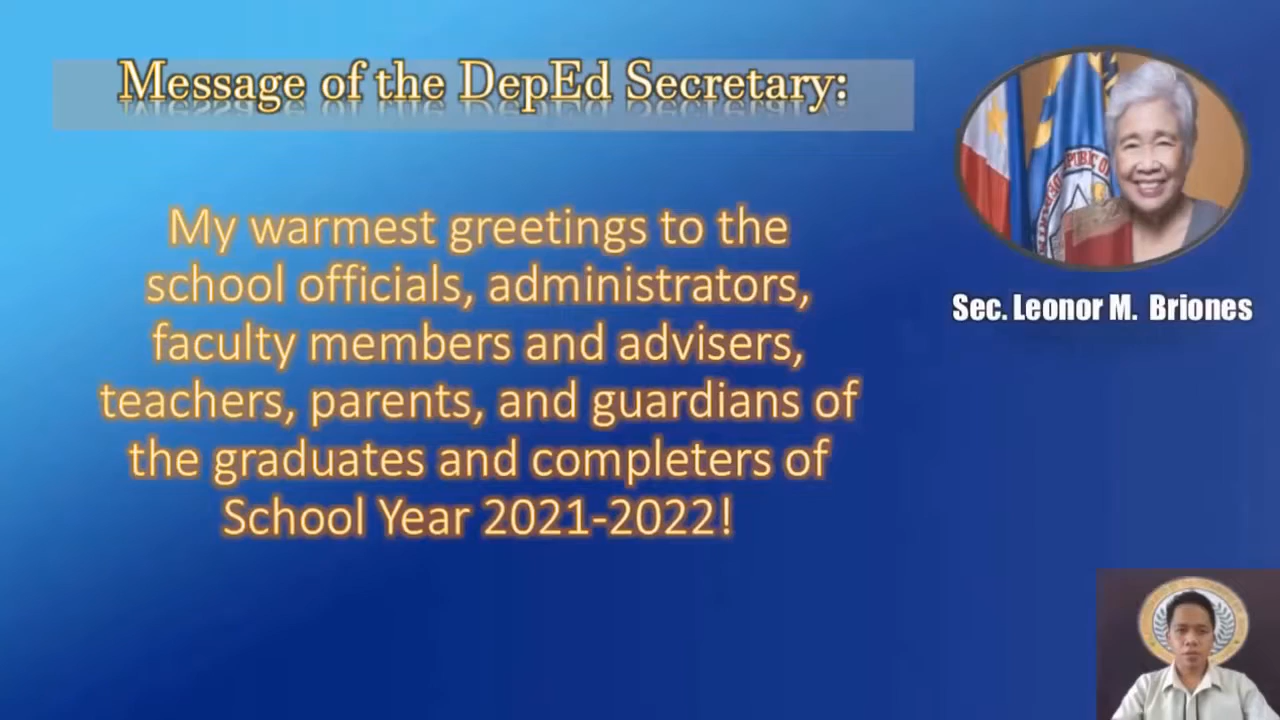 Message of the DepEd Secretary:
My warmest greetings to the
school officials, administrators,
faculty members and advisers,
teachers, parents, and guardians of
the graduates and completers of
School Year 2021-2022!
Sec. Leonor M. Briones